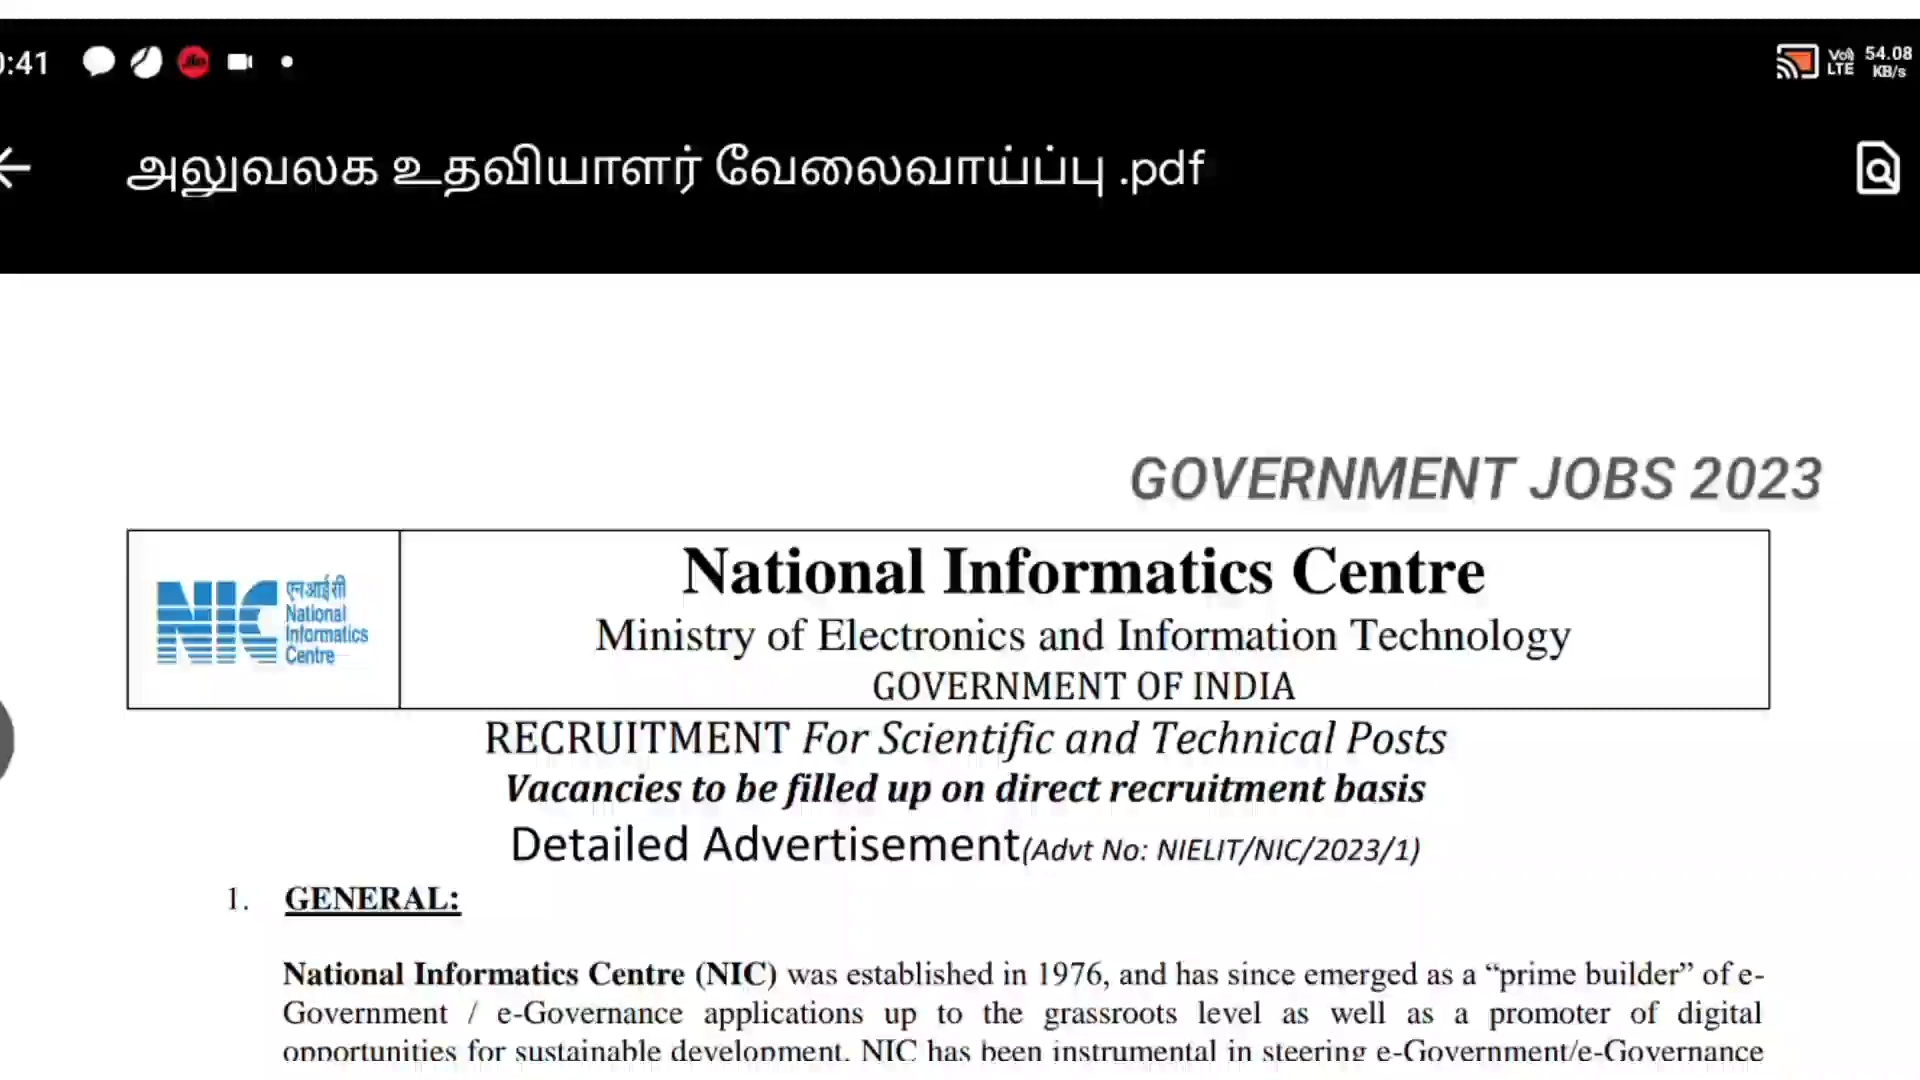 :41
Jio
Vo) LTE
54.08 KB/s
அலுவலக உதவியாளர் வேலைவாய்ப்பு .pdf
GOVERNMENT JOBS 2023
NIC
एनआईसी
National
Informatics
Centre
National Informatics Centre
Ministry of Electronics and Information Technology
GOVERNMENT OF INDIA
RECRUITMENT For Scientific and Technical Posts
Vacancies to be filled up on direct recruitment basis
Detailed Advertisement(Advt No: NIELIT/NIC/2023/1)
1. GENERAL:
National Informatics Centre (NIC) was established in 1976, and has since emerged as a “prime builder” of e-
Government / e-Governance applications up to the grassroots level as well as a promoter of digital
opportunities for sustainable development. NIC has been instrumental in steering e-Government/e-Governance